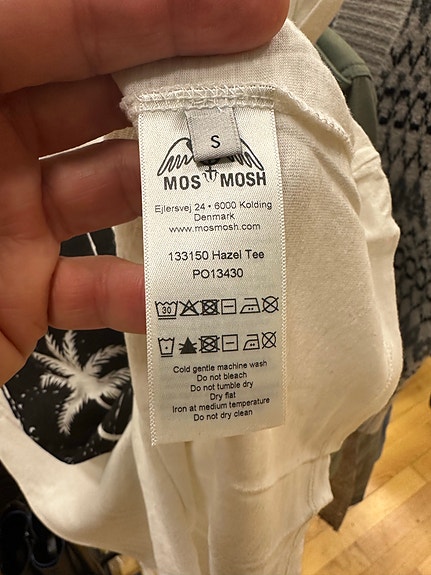 S
MOS MOSH
Ejlersvej 24 • 6000 Kolding
Denmark
www.mosmosh.com
133150 Hazel Tee
PO13430
30
Cold gentle machine wash
Do not bleach
Do not tumble dry
Dry flat
Iron at medium temperature
Do not dry clean